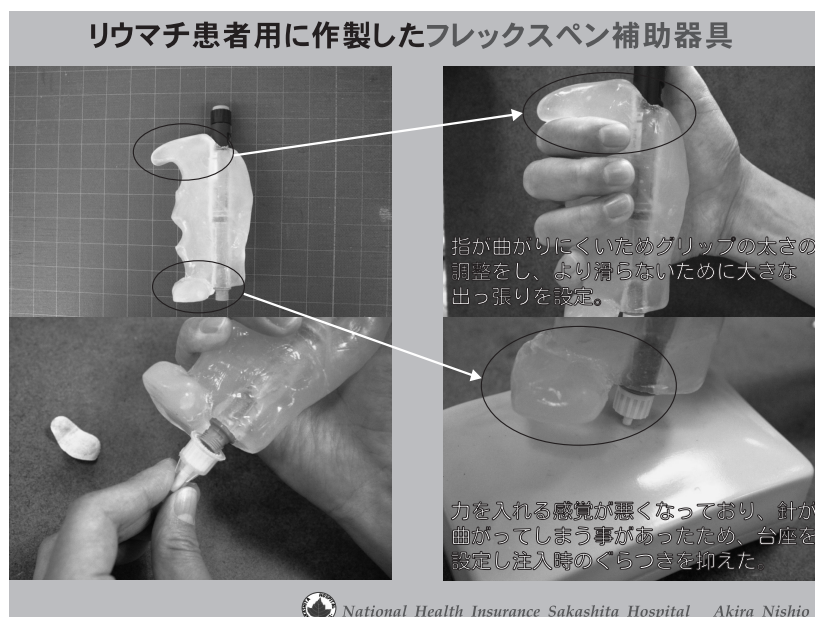 リウマチ患者用に作製したフレックスペン補助器具
指が曲がりにくいためグリップの太さの
調整をし、より滑らないために大きな
出っ張りを設定。
力を入れる感覚が悪くなっており、針が
曲がってしまう事があったため、台座を
設定し注入時のぐらつきを抑えた
National Health Insurance Sakashita Hospital Akira Nishio